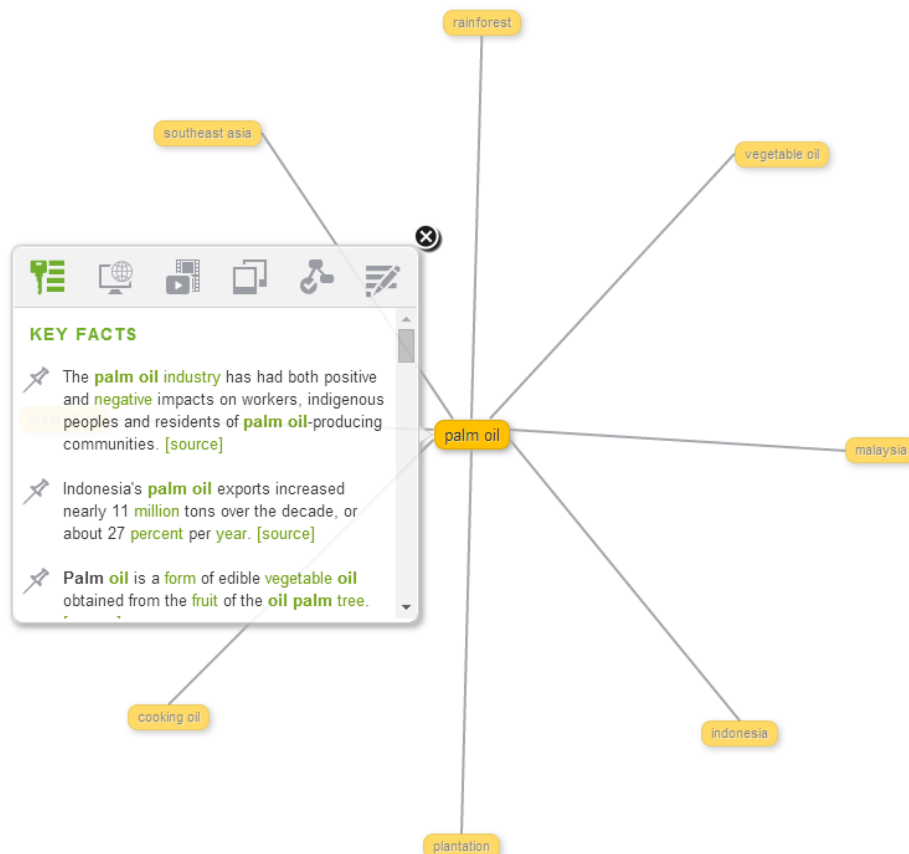 rainforest
southeast asia
vegetable oil
KEY FACTS
The palm oil industry has had both positive
and negative impacts on workers, indigenous
peoples and residents of palm oil-producing
communities. [source]
palm oil
malaysia
Indonesia's palm oil exports increased
nearly 11 million tons over the decade, or
about 27 percent per year. [source]
Palm oil is a form of edible vegetable oil
obtained from the fruit of the oil palm tree.
cooking oil
indonesia
plantation